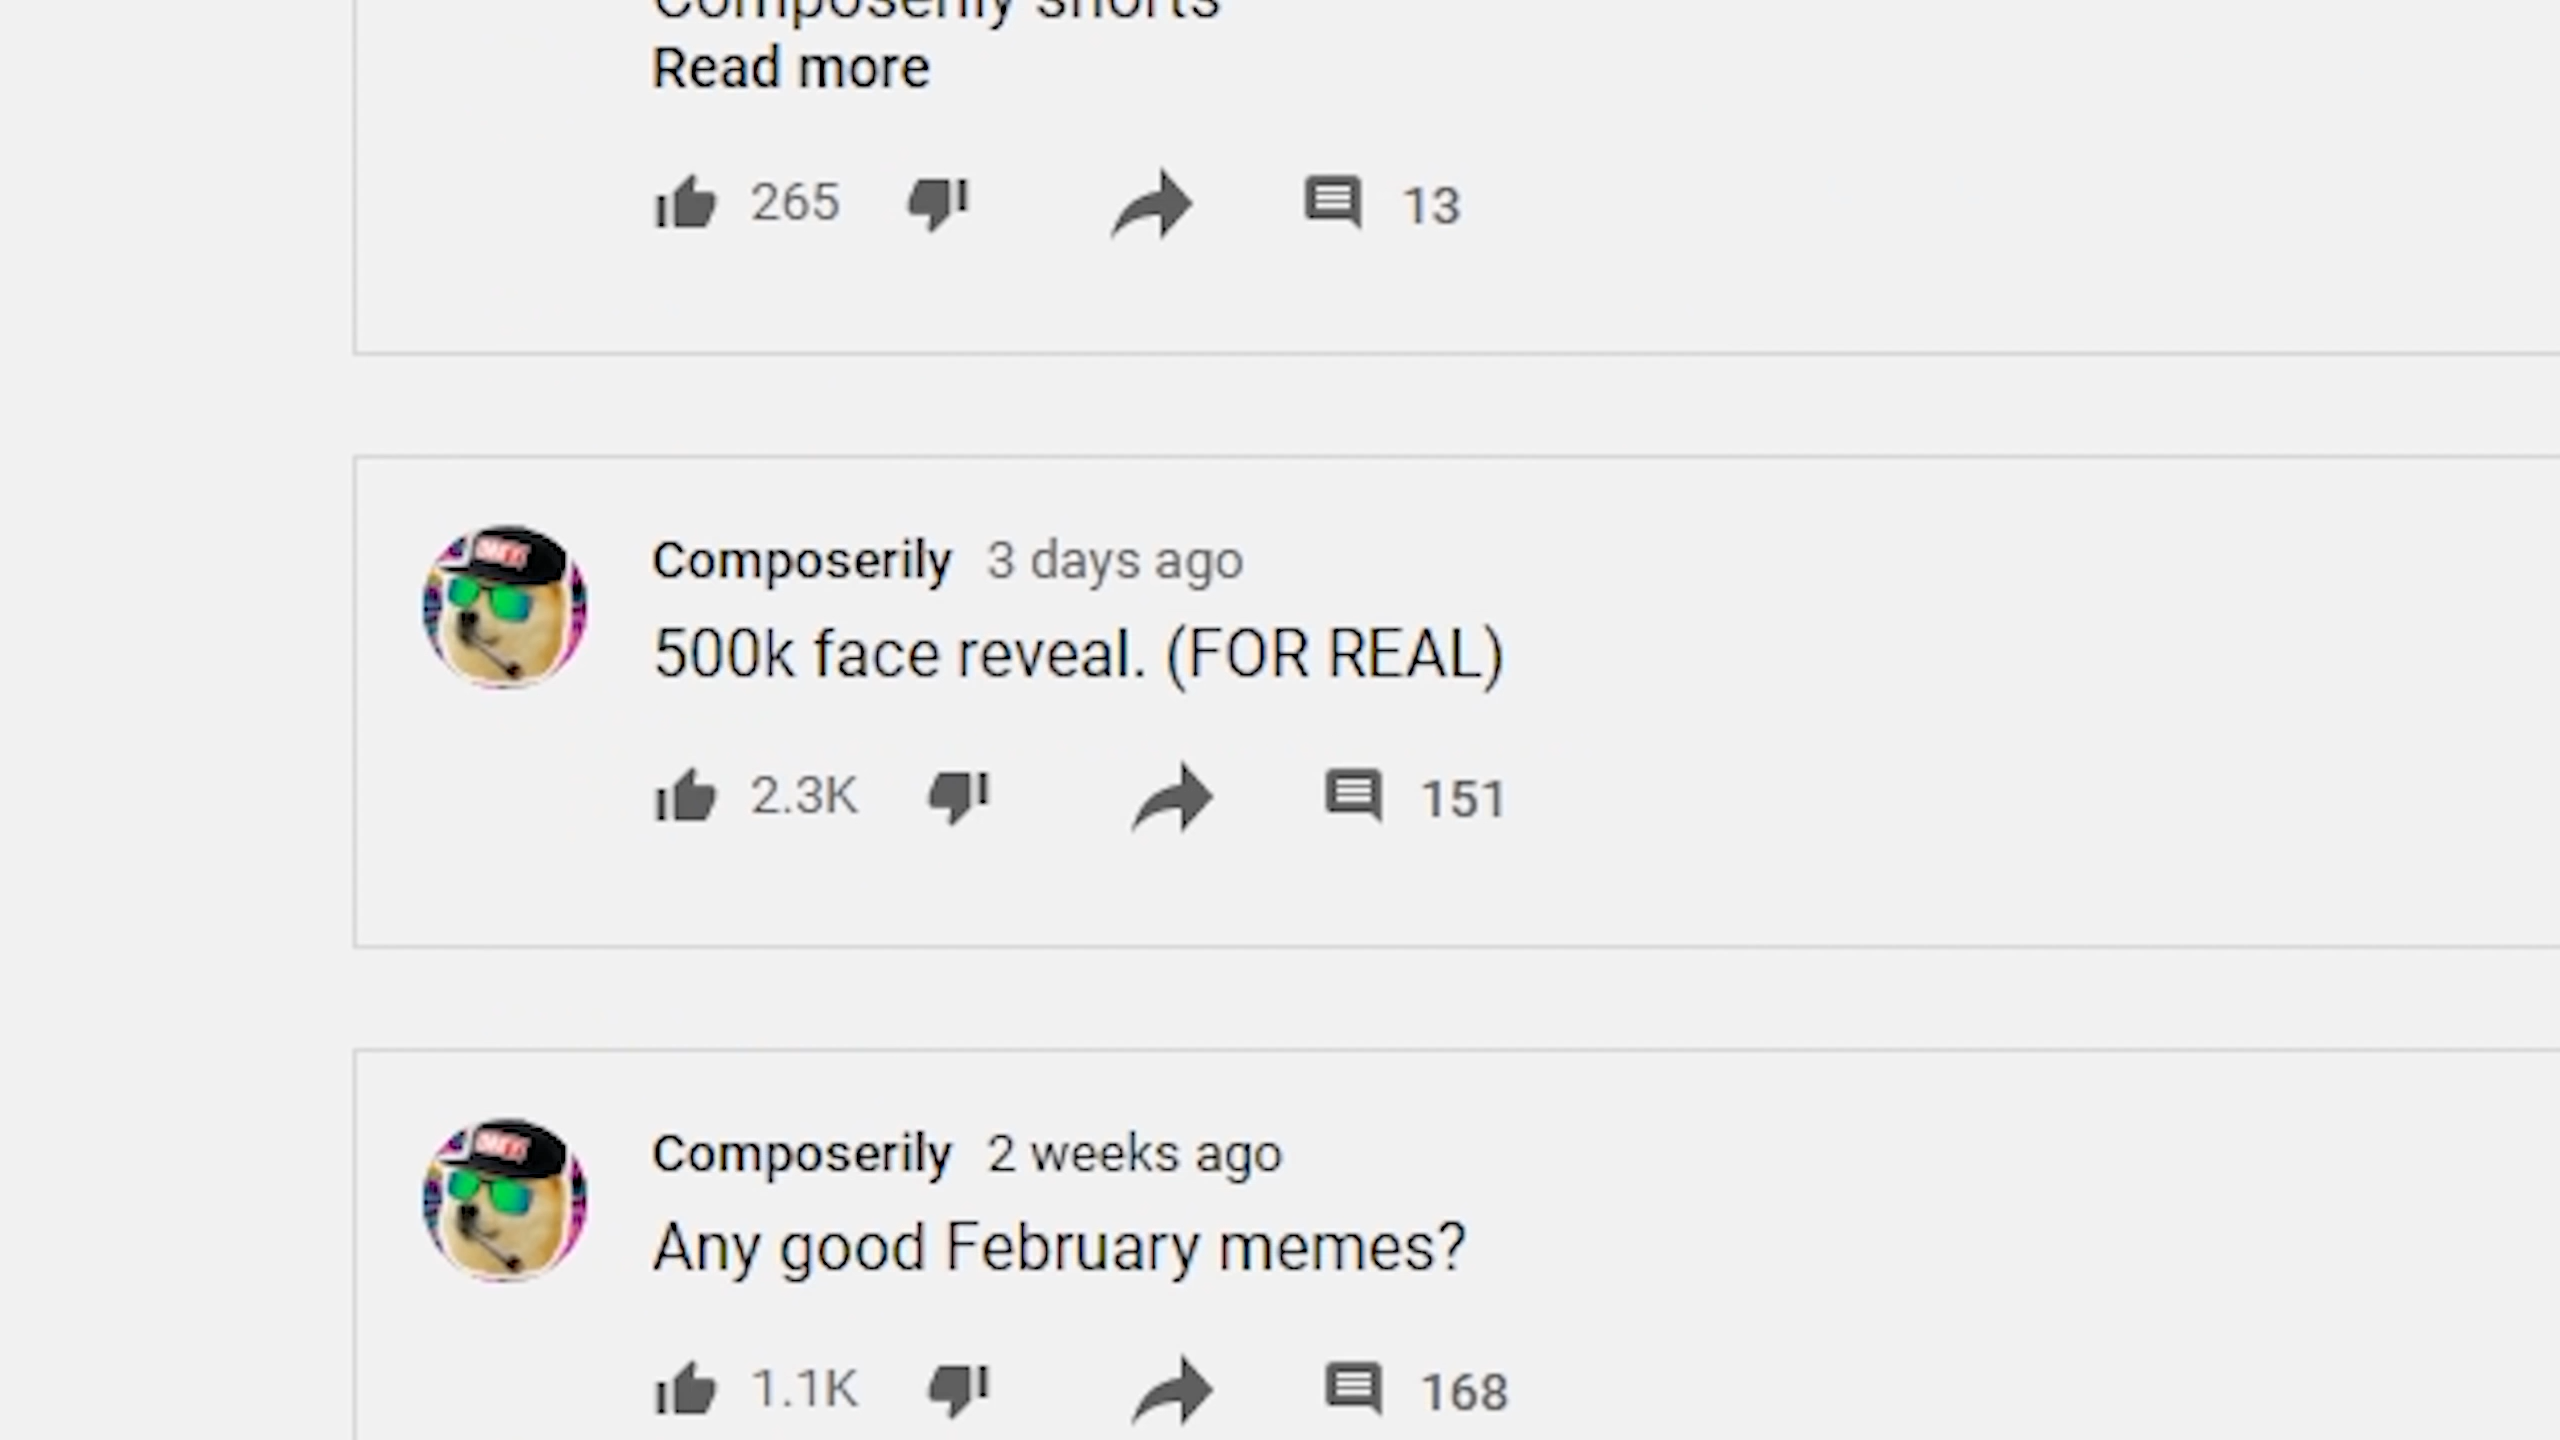 Composerily shorts
Read more
265 13
Composerily 3 days ago
500k face reveal. (FOR REAL)
2.3K 151
Composerily 2 weeks ago
Any good February memes?
1.1K 168